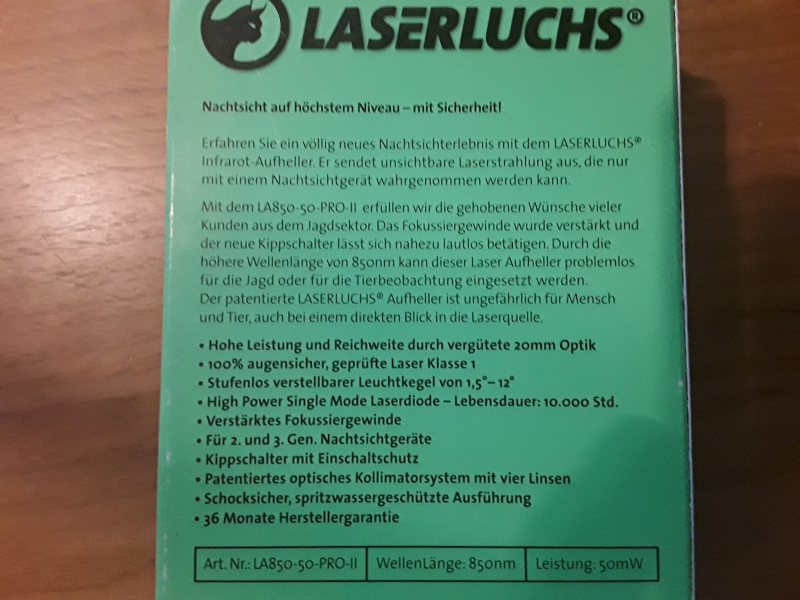 LASERLUCHS®
Nachtsicht auf höchstem Niveau – mit Sicherheit!
Erfahren Sie ein völlig neues Nachtsichterlebnis mit dem LASERLUCHS®
Infrarot-Aufheller. Er sendet unsichtbare Laserstrahlung aus, die nur
mit einem Nachtsichtgerät wahrgenommen werden kann.
Mit dem LA850-50-PRO-II erfüllen wir die gehobenen Wünsche vieler
Kunden aus dem Jagdsektor. Das Fokussiergewinde wurde verstärkt und
der neue Kippschalter lässt sich nahezu lautlos betätigen. Durch die
höhere Wellenlänge von 850nm kann dieser Laser Aufheller problemlos
für die Jagd oder für die Tierbeobachtung eingesetzt werden.
Der patentierte LASERLUCHS® Aufheller ist ungefährlich für Mensch
und Tier, auch bei einem direkten Blick in die Laserquelle.
• Hohe Leistung und Reichweite durch vergütete 20mm Optik
• 100% augensicher, geprüfte Laser Klasse 1
• Stufenlos verstellbarer Leuchtkegel von 1,5°– 12°
• High Power Single Mode Laserdiode – Lebensdauer: 10.000 Std.
• Verstärktes Fokussiergewinde
• Für 2. und 3. Gen. Nachtsichtgeräte
• Kippschalter mit Einschaltschutz
• Patentiertes optisches Kollimatorsystem mit vier Linsen
• Schocksicher, spritzwassergeschützte Ausführung
• 36 Monate Herstellergarantie
Art. Nr.: LA850-50-PRO-II WellenLänge: 850nm Leistung: 50mW